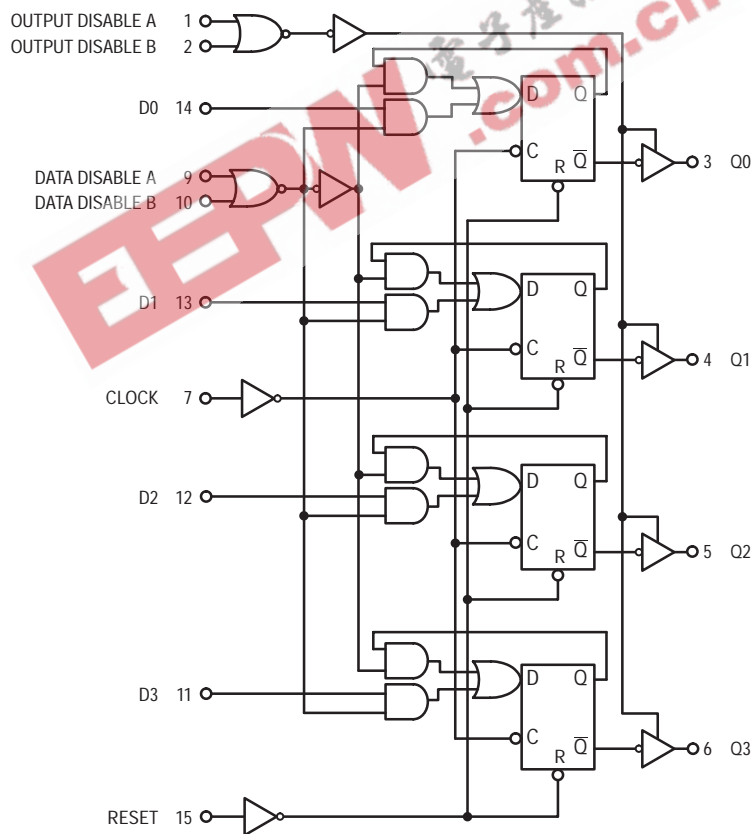 OUTPUT DISABLE A 1
OUTPUT DISABLE B 2
D0 14
D Q
C
R Q̅
3 Q0
DATA DISABLE A 9
DATA DISABLE B 10
EEPW .com.cn
D1 13
D Q
C
R Q̅
4 Q1
CLOCK 7
D2 12
D Q
C
R Q̅
5 Q2
D3 11
D Q
C
R Q̅
6 Q3
RESET 15